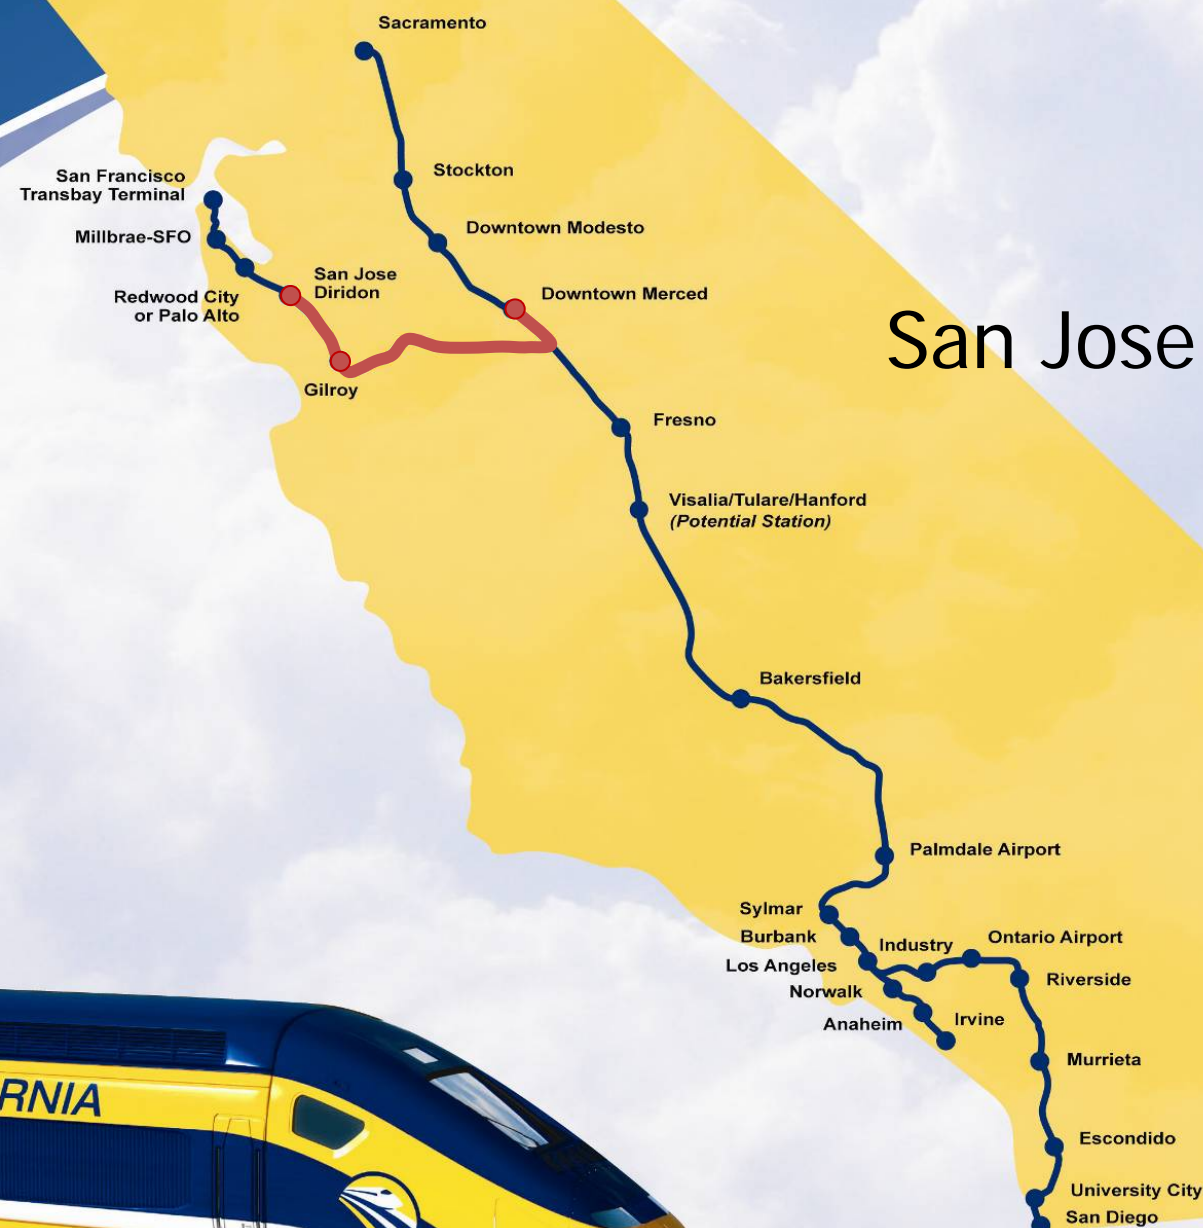 Sacramento
Stockton
San Francisco
Transbay Terminal
Downtown Modesto
Millbrae-SFO
San Jose
Diridon
Redwood City
or Palo Alto
Downtown Merced
San Jose
Gilroy
Fresno
Visalia/Tulare/Hanford
(Potential Station)
Bakersfield
Palmdale Airport
Sylmar
Burbank
Industry
Ontario Airport
Los Angeles
Riverside
Norwalk
Anaheim
Irvine
Murrieta
RNIA
Escondido
University City
San Diego